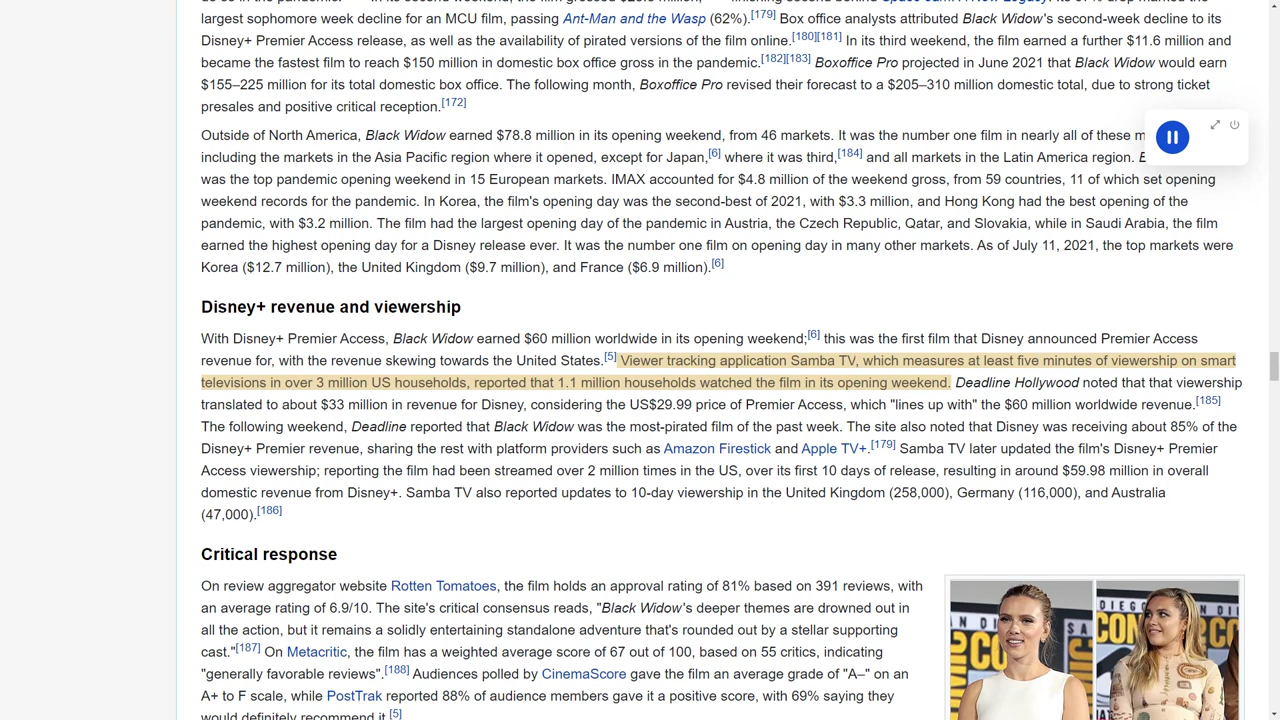 largest sophomore week decline for an MCU film, passing Ant-Man and the Wasp (62%).[179] Box office analysts attributed Black Widow's second-week decline to its
Disney+ Premier Access release, as well as the availability of pirated versions of the film online.[180][181] In its third weekend, the film earned a further $11.6 million and
became the fastest film to reach $150 million in domestic box office gross in the pandemic.[182][183] Boxoffice Pro projected in June 2021 that Black Widow would earn
$155–225 million for its total domestic box office. The following month, Boxoffice Pro revised their forecast to a $205–310 million domestic total, due to strong ticket
presales and positive critical reception.[172]
Outside of North America, Black Widow earned $78.8 million in its opening weekend, from 46 markets. It was the number one film in nearly all of these
including the markets in the Asia Pacific region where it opened, except for Japan,[6] where it was third,[184] and all markets in the Latin America region.
was the top pandemic opening weekend in 15 European markets. IMAX accounted for $4.8 million of the weekend gross, from 59 countries, 11 of which set opening
weekend records for the pandemic. In Korea, the film's opening day was the second-best of 2021, with $3.3 million, and Hong Kong had the best opening of the
pandemic, with $3.2 million. The film had the largest opening day of the pandemic in Austria, the Czech Republic, Qatar, and Slovakia, while in Saudi Arabia, the film
earned the highest opening day for a Disney release ever. It was the number one film on opening day in many other markets. As of July 11, 2021, the top markets were
Korea ($12.7 million), the United Kingdom ($9.7 million), and France ($6.9 million).[6]
Disney+ revenue and viewership
With Disney+ Premier Access, Black Widow earned $60 million worldwide in its opening weekend;[6] this was the first film that Disney announced Premier Access
revenue for, with the revenue skewing towards the United States.[5] Viewer tracking application Samba TV, which measures at least five minutes of viewership on smart
televisions in over 3 million US households, reported that 1.1 million households watched the film in its opening weekend. Deadline Hollywood noted that that viewership
translated to about $33 million in revenue for Disney, considering the US$29.99 price of Premier Access, which "lines up with" the $60 million worldwide revenue.[185]
The following weekend, Deadline reported that Black Widow was the most-pirated film of the past week. The site also noted that Disney was receiving about 85% of the
Disney+ Premier revenue, sharing the rest with platform providers such as Amazon Firestick and Apple TV+.[179] Samba TV later updated the film's Disney+ Premier
Access viewership; reporting the film had been streamed over 2 million times in the US, over its first 10 days of release, resulting in around $59.98 million in overall
domestic revenue from Disney+. Samba TV also reported updates to 10-day viewership in the United Kingdom (258,000), Germany (116,000), and Australia
(47,000).[186]
Critical response
On review aggregator website Rotten Tomatoes, the film holds an approval rating of 81% based on 391 reviews, with
an average rating of 6.9/10. The site's critical consensus reads, "Black Widow's deeper themes are drowned out in
all the action, but it remains a solidly entertaining standalone adventure that's rounded out by a stellar supporting
cast."[187] On Metacritic, the film has a weighted average score of 67 out of 100, based on 55 critics, indicating
"generally favorable reviews".[188] Audiences polled by CinemaScore gave the film an average grade of "A–" on an
A+ to F scale, while PostTrak reported 88% of audience members gave it a positive score, with 69% saying they
would definitely recommend it.[5]